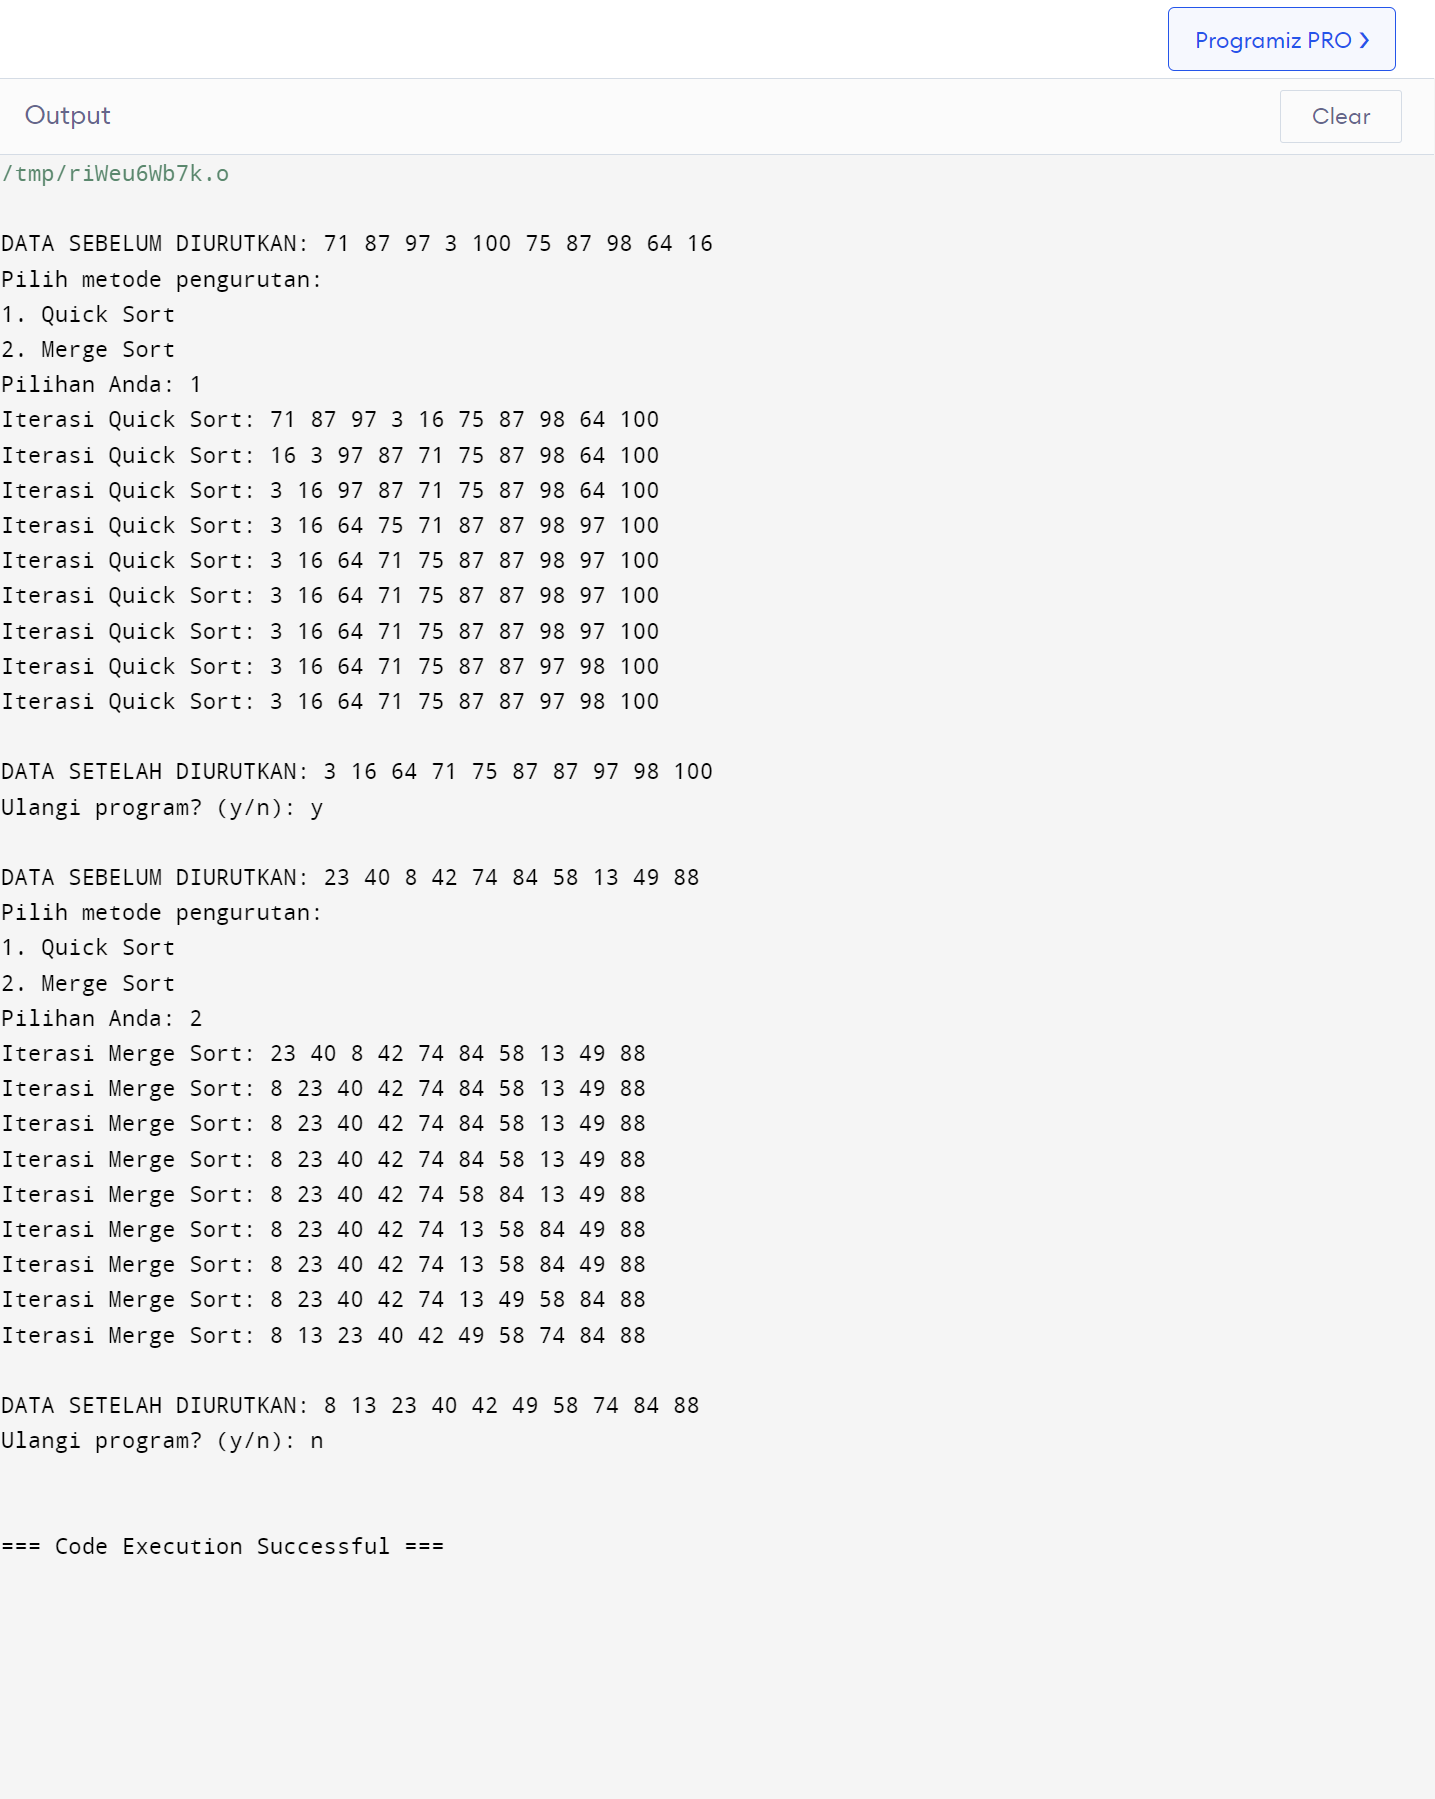 Programiz PRO ❯
Output
Clear
/tmp/riWeu6Wb7k.o
DATA SEBELUM DIURUTKAN: 71 87 97 3 100 75 87 98 64 16
Pilih metode pengurutan:
1. Quick Sort
2. Merge Sort
Pilihan Anda: 1
Iterasi Quick Sort: 71 87 97 3 16 75 87 98 64 100
Iterasi Quick Sort: 16 3 97 87 71 75 87 98 64 100
Iterasi Quick Sort: 3 16 97 87 71 75 87 98 64 100
Iterasi Quick Sort: 3 16 64 75 71 87 87 98 97 100
Iterasi Quick Sort: 3 16 64 71 75 87 87 98 97 100
Iterasi Quick Sort: 3 16 64 71 75 87 87 98 97 100
Iterasi Quick Sort: 3 16 64 71 75 87 87 98 97 100
Iterasi Quick Sort: 3 16 64 71 75 87 87 97 98 100
Iterasi Quick Sort: 3 16 64 71 75 87 87 97 98 100
DATA SETELAH DIURUTKAN: 3 16 64 71 75 87 87 97 98 100
Ulangi program? (y/n): y
DATA SEBELUM DIURUTKAN: 23 40 8 42 74 84 58 13 49 88
Pilih metode pengurutan:
1. Quick Sort
2. Merge Sort
Pilihan Anda: 2
Iterasi Merge Sort: 23 40 8 42 74 84 58 13 49 88
Iterasi Merge Sort: 8 23 40 42 74 84 58 13 49 88
Iterasi Merge Sort: 8 23 40 42 74 84 58 13 49 88
Iterasi Merge Sort: 8 23 40 42 74 84 58 13 49 88
Iterasi Merge Sort: 8 23 40 42 74 58 84 13 49 88
Iterasi Merge Sort: 8 23 40 42 74 13 58 84 49 88
Iterasi Merge Sort: 8 23 40 42 74 13 58 84 49 88
Iterasi Merge Sort: 8 23 40 42 74 13 49 58 84 88
Iterasi Merge Sort: 8 13 23 40 42 49 58 74 84 88
DATA SETELAH DIURUTKAN: 8 13 23 40 42 49 58 74 84 88
Ulangi program? (y/n): n
=== Code Execution Successful ===